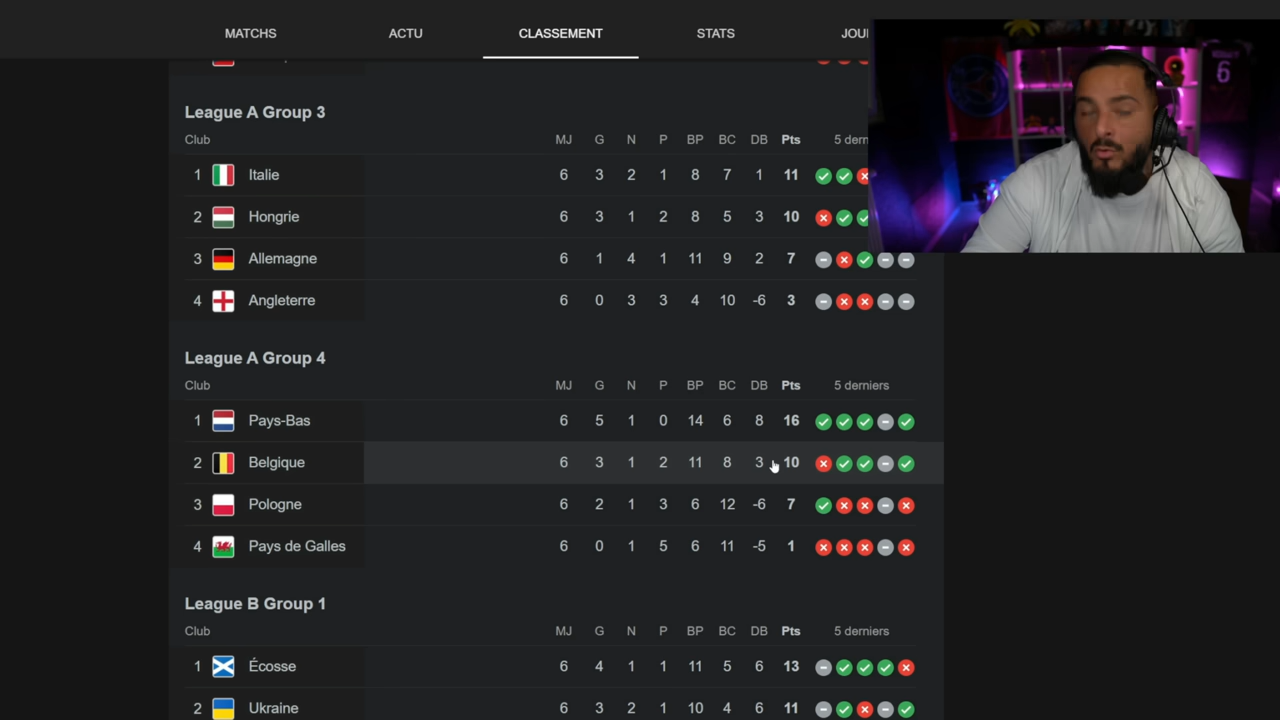 MATCHS ACTU CLASSEMENT STATS JOU
League A Group 3
Club MJ G N P BP BC DB Pts 5 dern
1 Italie 6 3 2 1 8 7 1 11
2 Hongrie 6 3 1 2 8 5 3 10
3 Allemagne 6 1 4 1 11 9 2 7
4 Angleterre 6 0 3 3 4 10 -6 3
League A Group 4
Club MJ G N P BP BC DB Pts 5 derniers
1 Pays-Bas 6 5 1 0 14 6 8 16
2 Belgique 6 3 1 2 11 8 3 10
3 Pologne 6 2 1 3 6 12 -6 7
4 Pays de Galles 6 0 1 5 6 11 -5 1
League B Group 1
Club MJ G N P BP BC DB Pts 5 derniers
1 Écosse 6 4 1 1 11 5 6 13
2 Ukraine 6 3 2 1 10 4 6 11
6